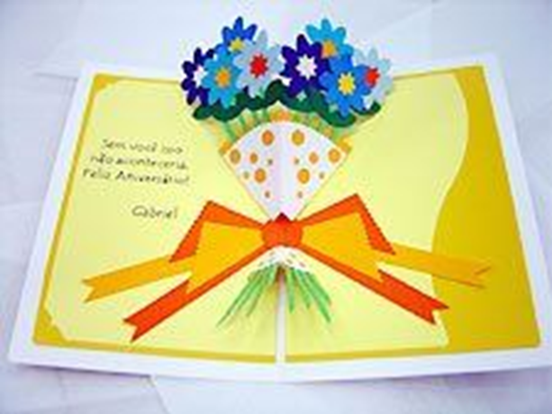 Sem você isso
não aconteceria.
Feliz Aniversário!
Gabriel